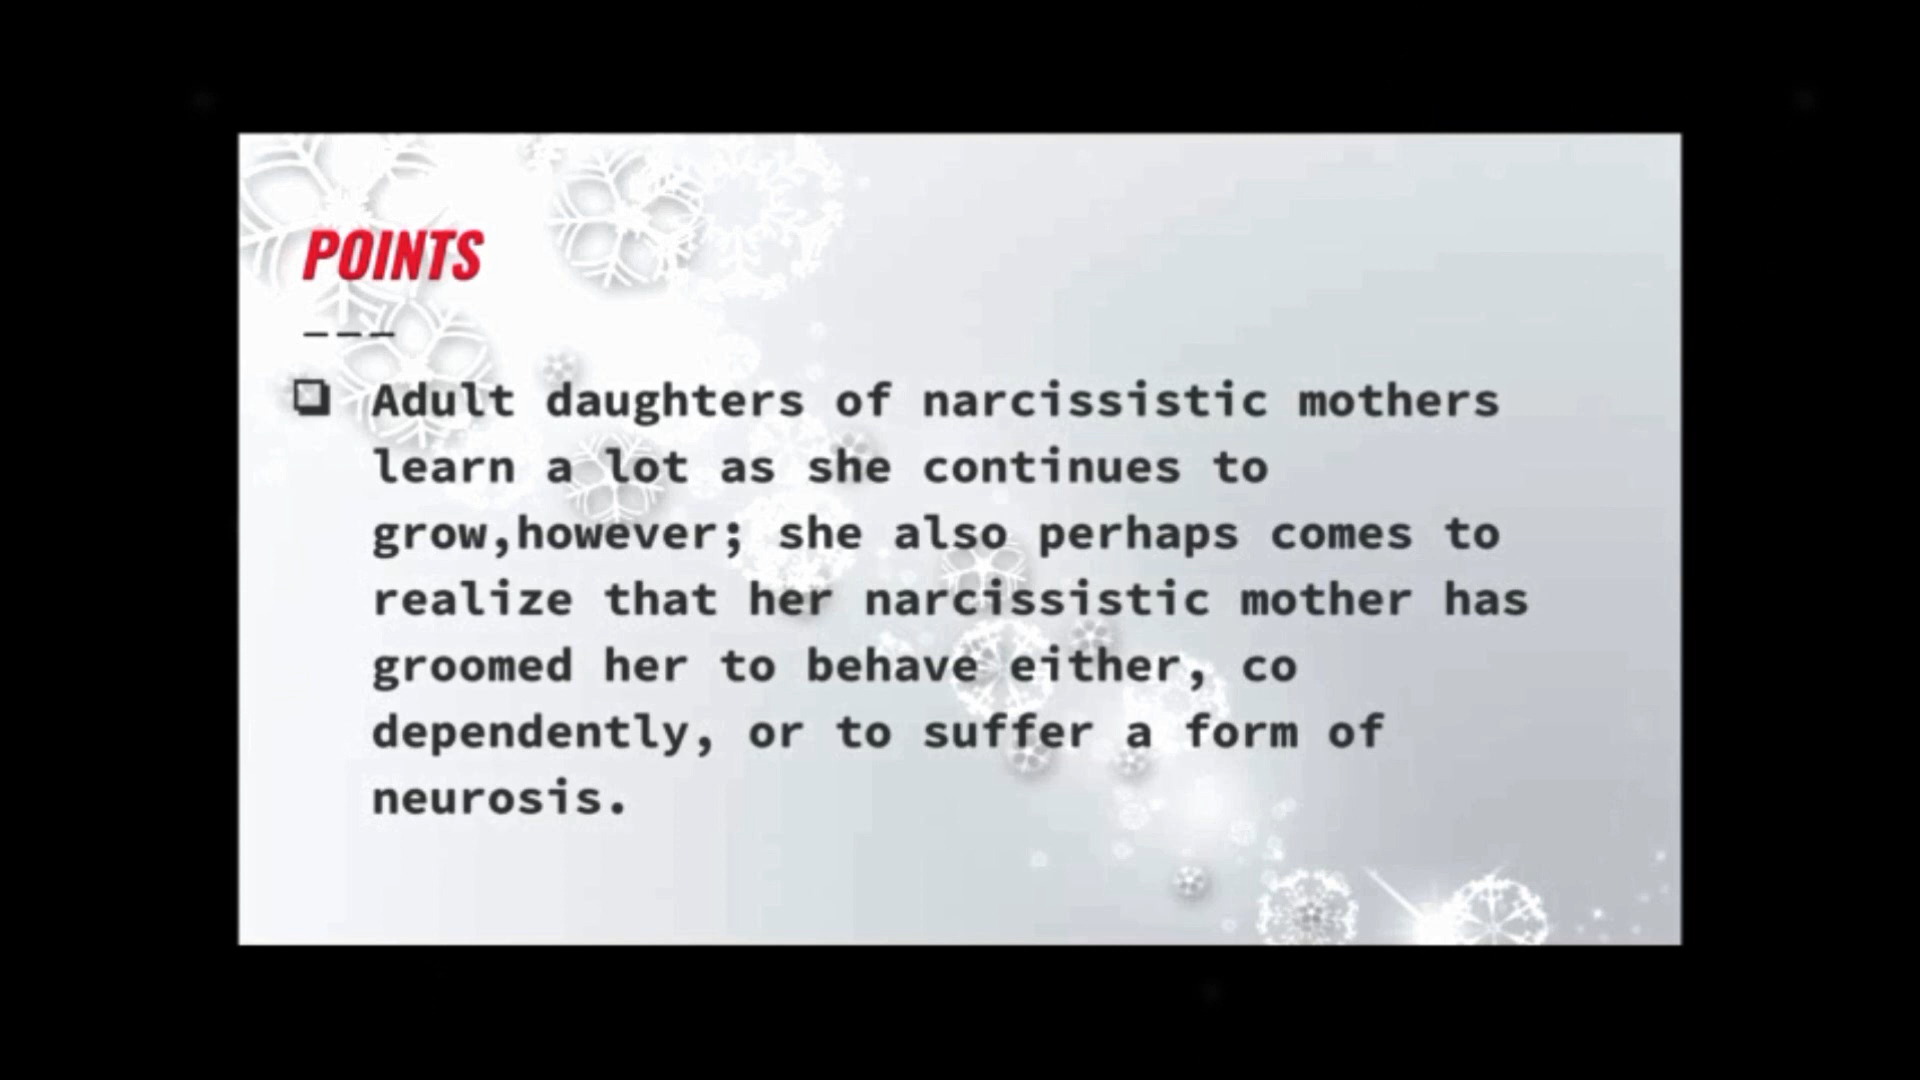 POINTS
---
❑ Adult daughters of narcissistic mothers
learn a lot as she continues to
grow,however; she also perhaps comes to
realize that her narcissistic mother has
groomed her to behave either, co
dependently, or to suffer a form of
neurosis.